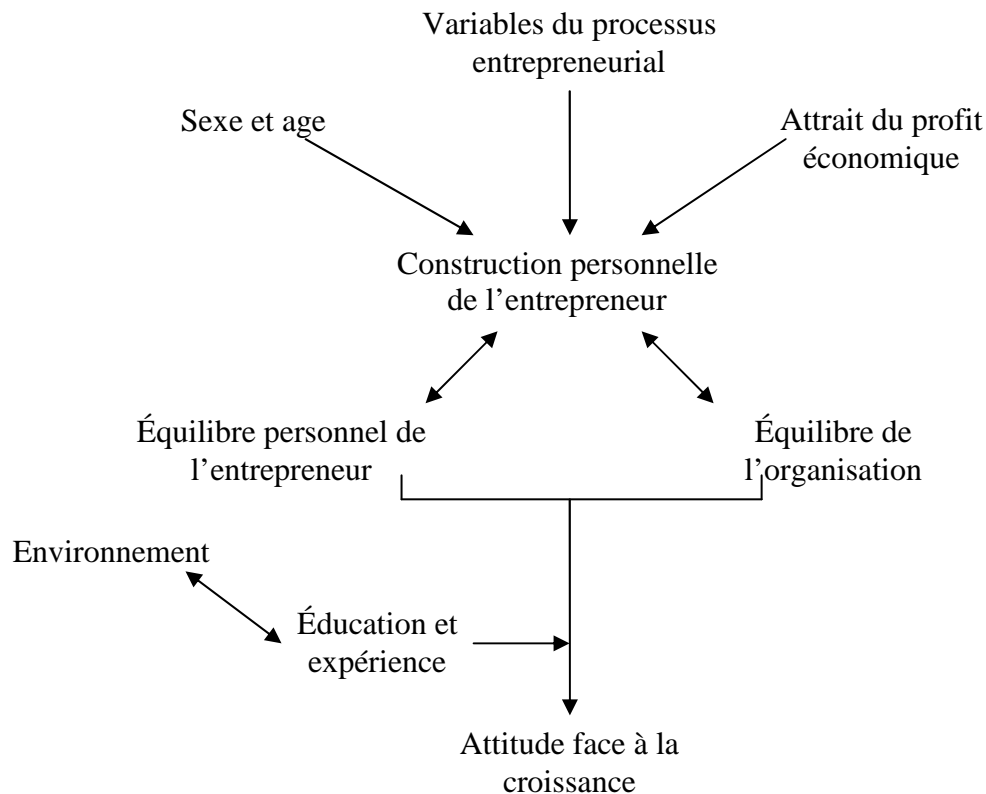 Variables du processus
entrepreneurial
Sexe et age
Attrait du profit
économique
Construction personnelle
de l’entrepreneur
Équilibre personnel de
l’entrepreneur
Équilibre de
l’organisation
Environnement
Éducation et
expérience
Attitude face à la
croissance